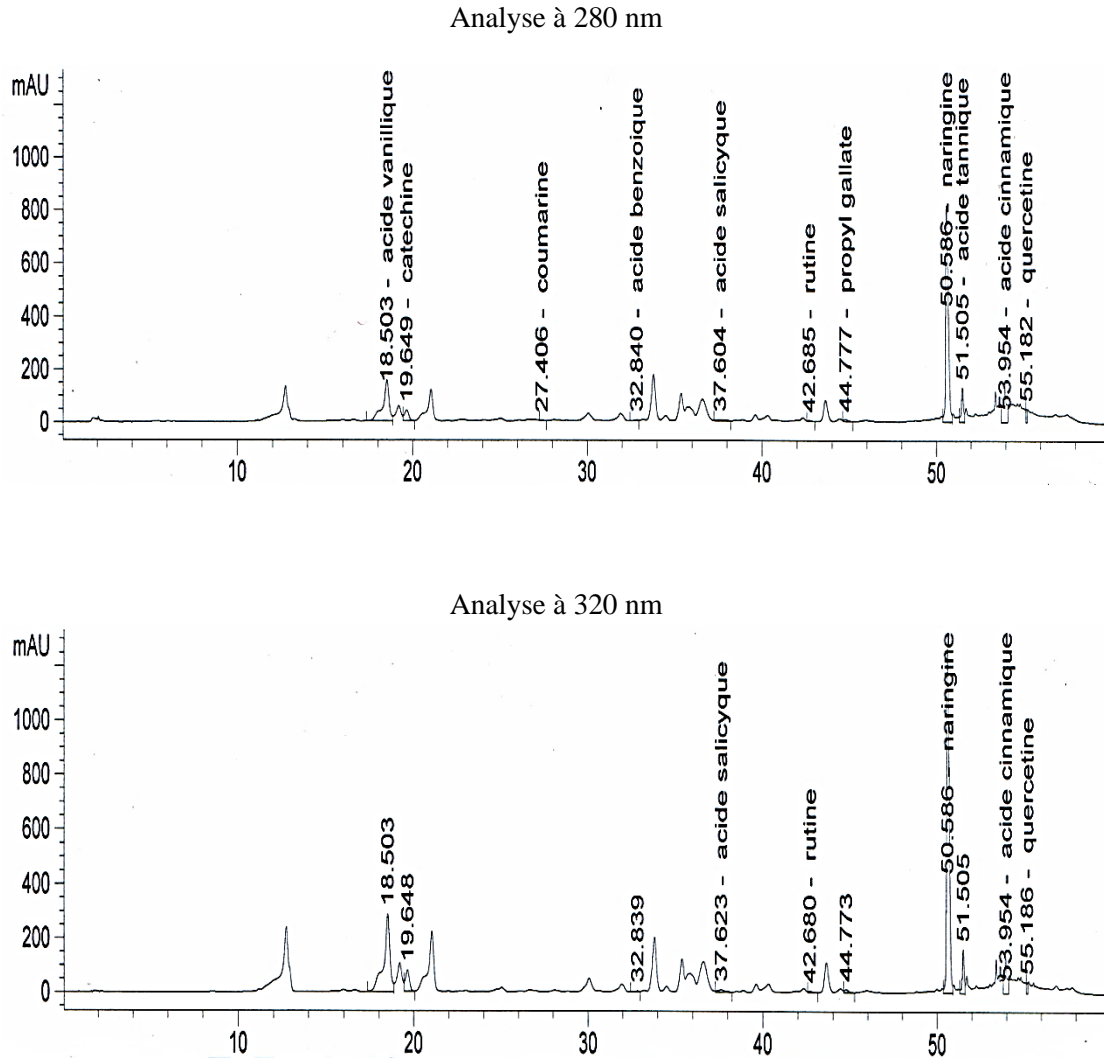 Analyse à 280 nm
mAU
1000
800
600
400
200
0
18.503 - acide vanillique
19.649 - catechine
27.406 - coumarine
32.840 - acide benzoique
37.604 - acide salicyque
42.685 - rutine
44.777 - propyl gallate
50.586 - naringine
51.505 - acide tannique
53.954 - acide cinnamique
55.182 - quercetine
10
20
30
40
50
Analyse à 320 nm
mAU
1000
800
600
400
200
0
18.503
19.648
32.839
37.623 - acide salicyque
42.680 - rutine
44.773
50.586 - naringine
51.505
53.954 - acide cinnamique
55.186 - quercetine
10
20
30
40
50